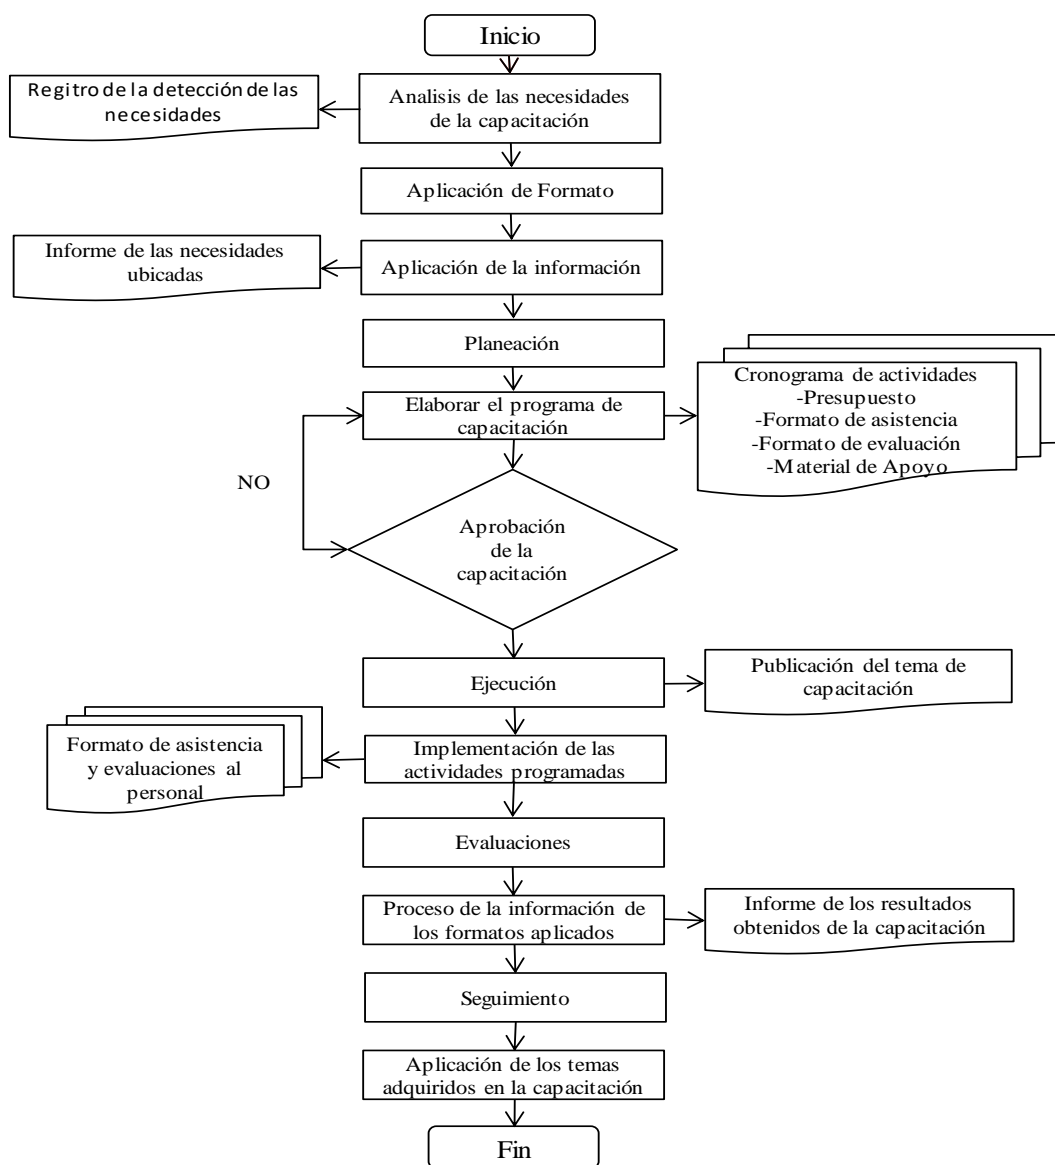 Inicio
Regitro de la detección de las
necesidades
Analisis de las necesidades
de la capacitación
Aplicación de Formato
Informe de las necesidades
ubicadas
Aplicación de la información
Planeación
Elaborar el programa de
capacitación
Cronograma de actividades
-Presupuesto
-Formato de asistencia
-Formato de evaluación
-Material de Apoyo
NO
Aprobación
de la
capacitación
Ejecución
Publicación del tema de
capacitación
Formato de asistencia
y evaluaciones al
personal
Implementación de las
actividades programadas
Evaluaciones
Proceso de la información de
los formatos aplicados
Informe de los resultados
obtenidos de la capacitación
Seguimiento
Aplicación de los temas
adquiridos en la capacitación
Fin